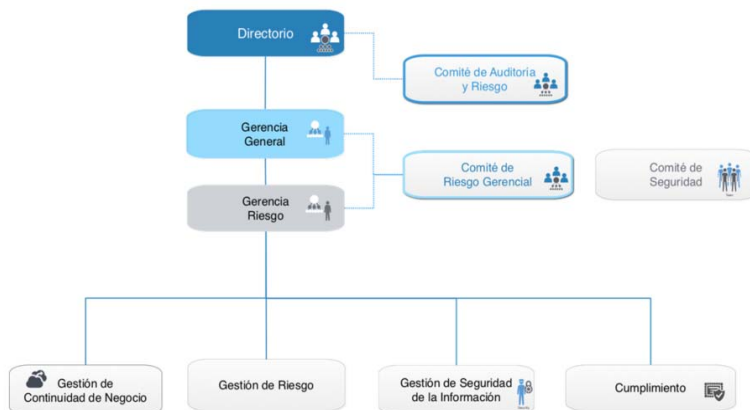 Directorio
Comité de Auditoría
y Riesgo
Gerencia
General
Comité de
Riesgo Gerencial
Comité de
Seguridad
Gerencia
Riesgo
Gestión de
Continuidad de Negocio
Gestión de Riesgo
Gestión de Seguridad
de la Información
Cumplimiento